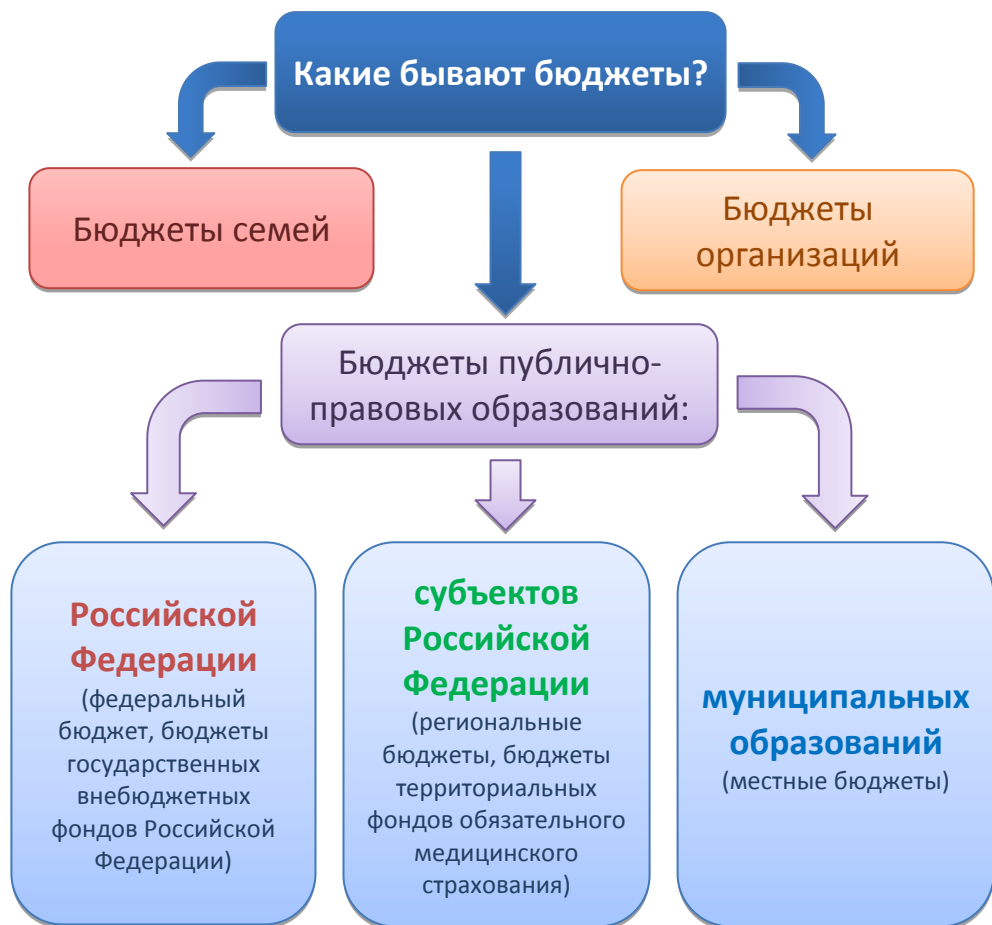 Какие бывают бюджеты?
Бюджеты семей
Бюджеты
организаций
Бюджеты публично-
правовых образований:
Российской
Федерации
(федеральный
бюджет, бюджеты
государственных
внебюджетных
фондов Российской
Федерации)
субъектов
Российской
Федерации
(региональные
бюджеты, бюджеты
территориальных
фондов обязательного
медицинского
страхования)
муниципальных
образований
(местные бюджеты)